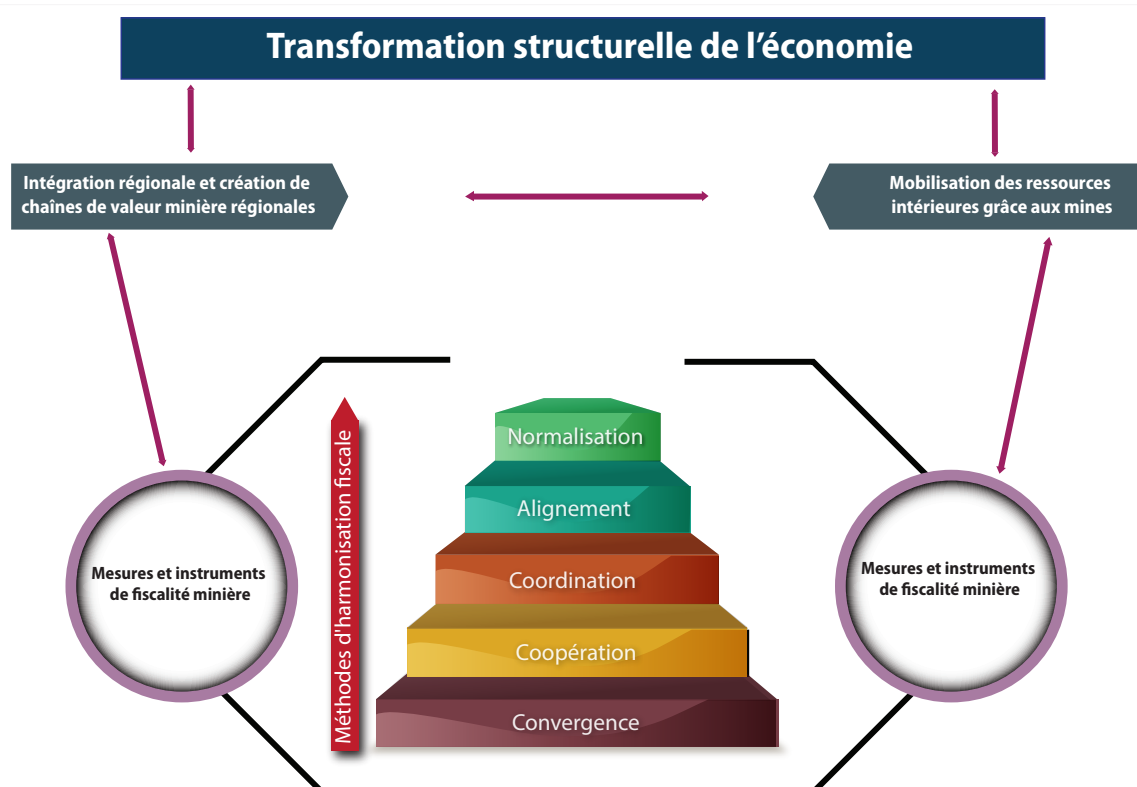 Transformation structurelle de l'économie
Intégration régionale et création de
chaînes de valeur minière régionales
Mobilisation des ressources
intérieures grâce aux mines
Méthodes d'harmonisation fiscale
Normalisation
Alignement
Coordination
Coopération
Convergence
Mesures et instruments
de fiscalité minière
Mesures et instruments
de fiscalité minière